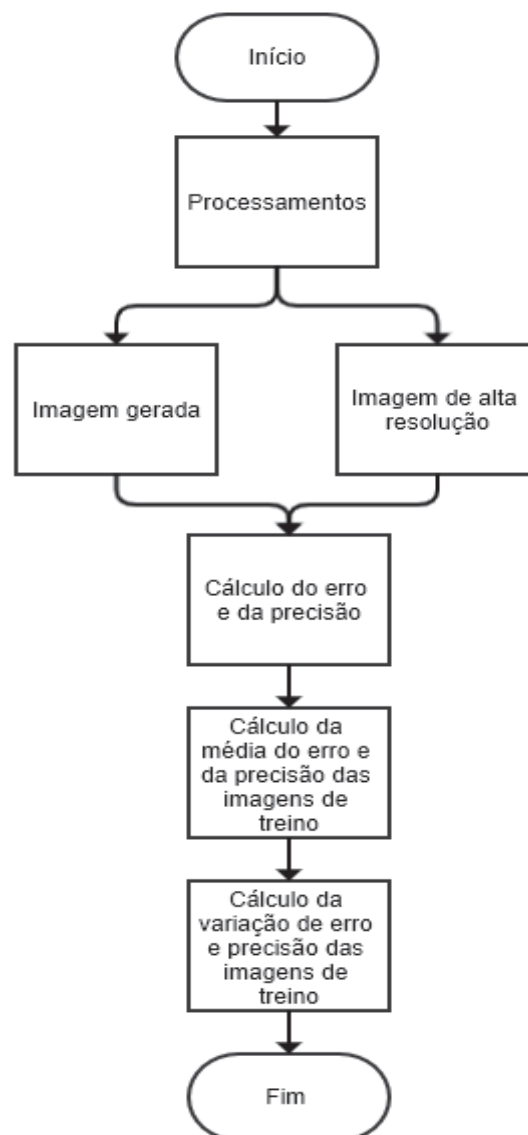 Início
Processamentos
Imagem gerada
Imagem de alta
resolução
Cálculo do erro
e da precisão
Cálculo da
média do erro e
da precisão das
imagens de
treino
Cálculo da
variação de erro
e precisão das
imagens de
treino
Fim